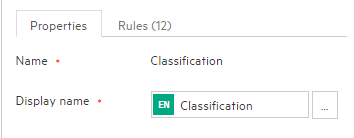 Properties Rules (12)
Name • Classification
Display name • EN Classification ...